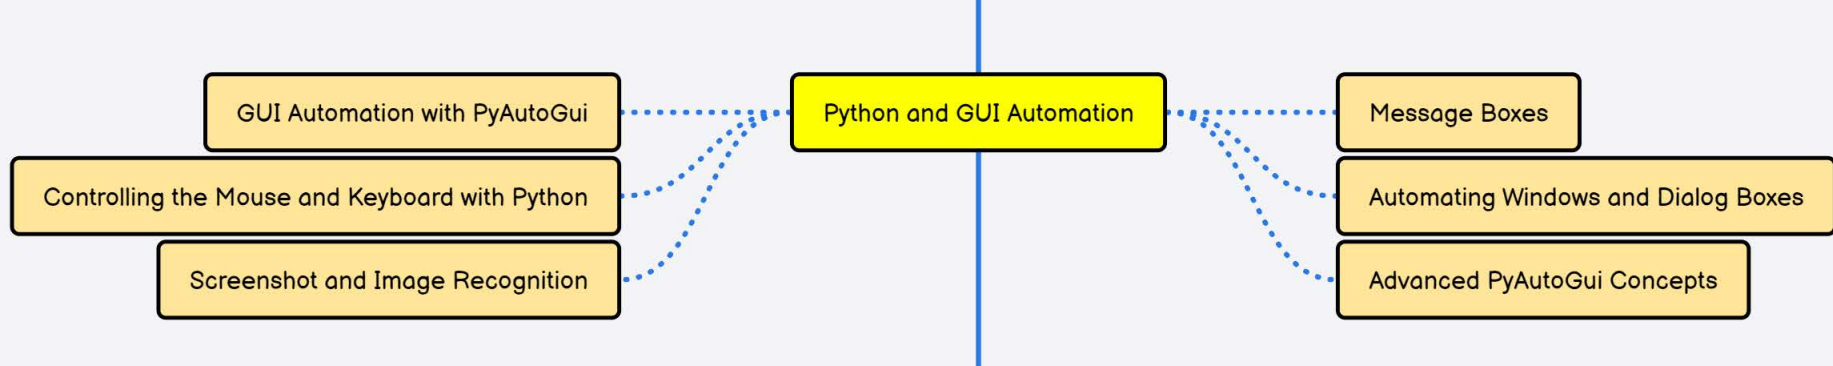 GUI Automation with PyAutoGui
Controlling the Mouse and Keyboard with Python
Screenshot and Image Recognition
Python and GUI Automation
Message Boxes
Automating Windows and Dialog Boxes
Advanced PyAutoGui Concepts